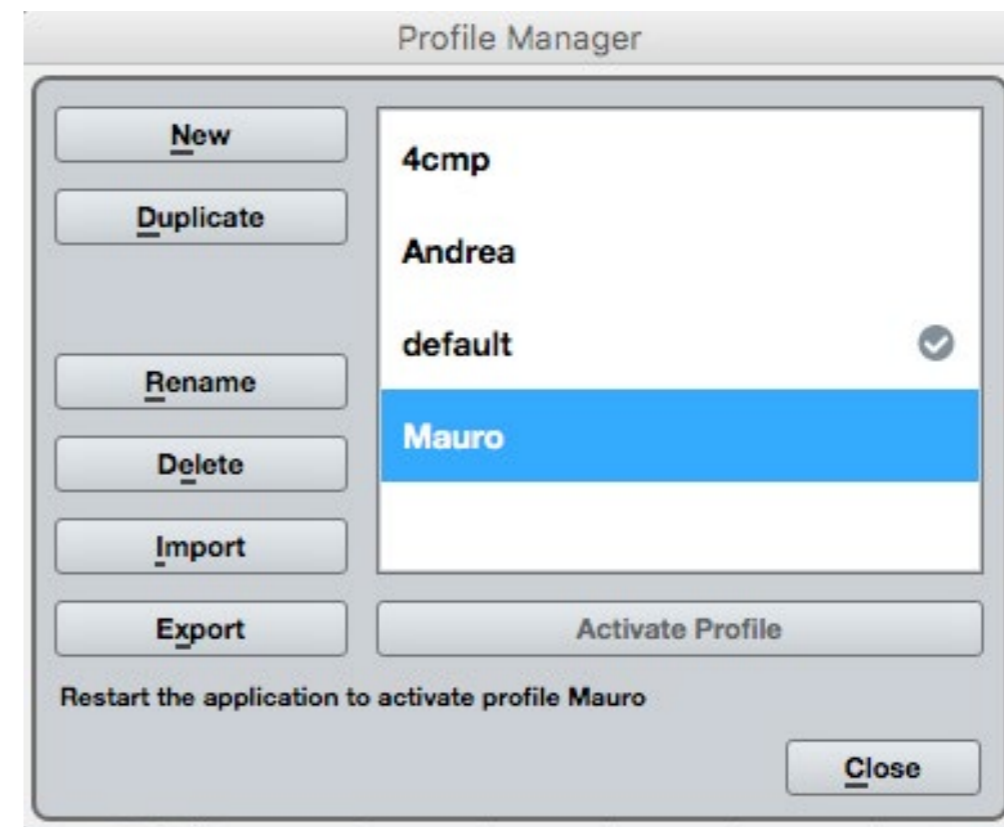 Profile Manager
New
Duplicate
Rename
Delete
Import
Export
4cmp
Andrea
default
Mauro
Activate Profile
Restart the application to activate profile Mauro
Close